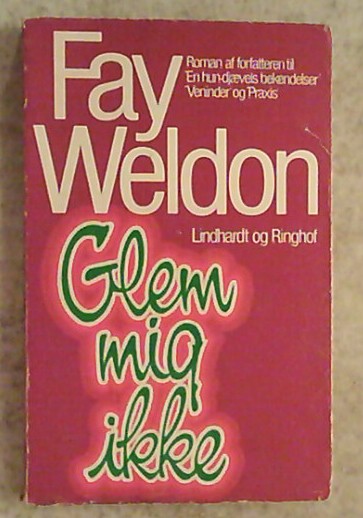 Fay
Weldon
Roman af forfatteren til
'En hun-djævels bekendelser'
'Veninder' og 'Praxis'
Lindhardt og Ringhof
Glem
mig
ikke